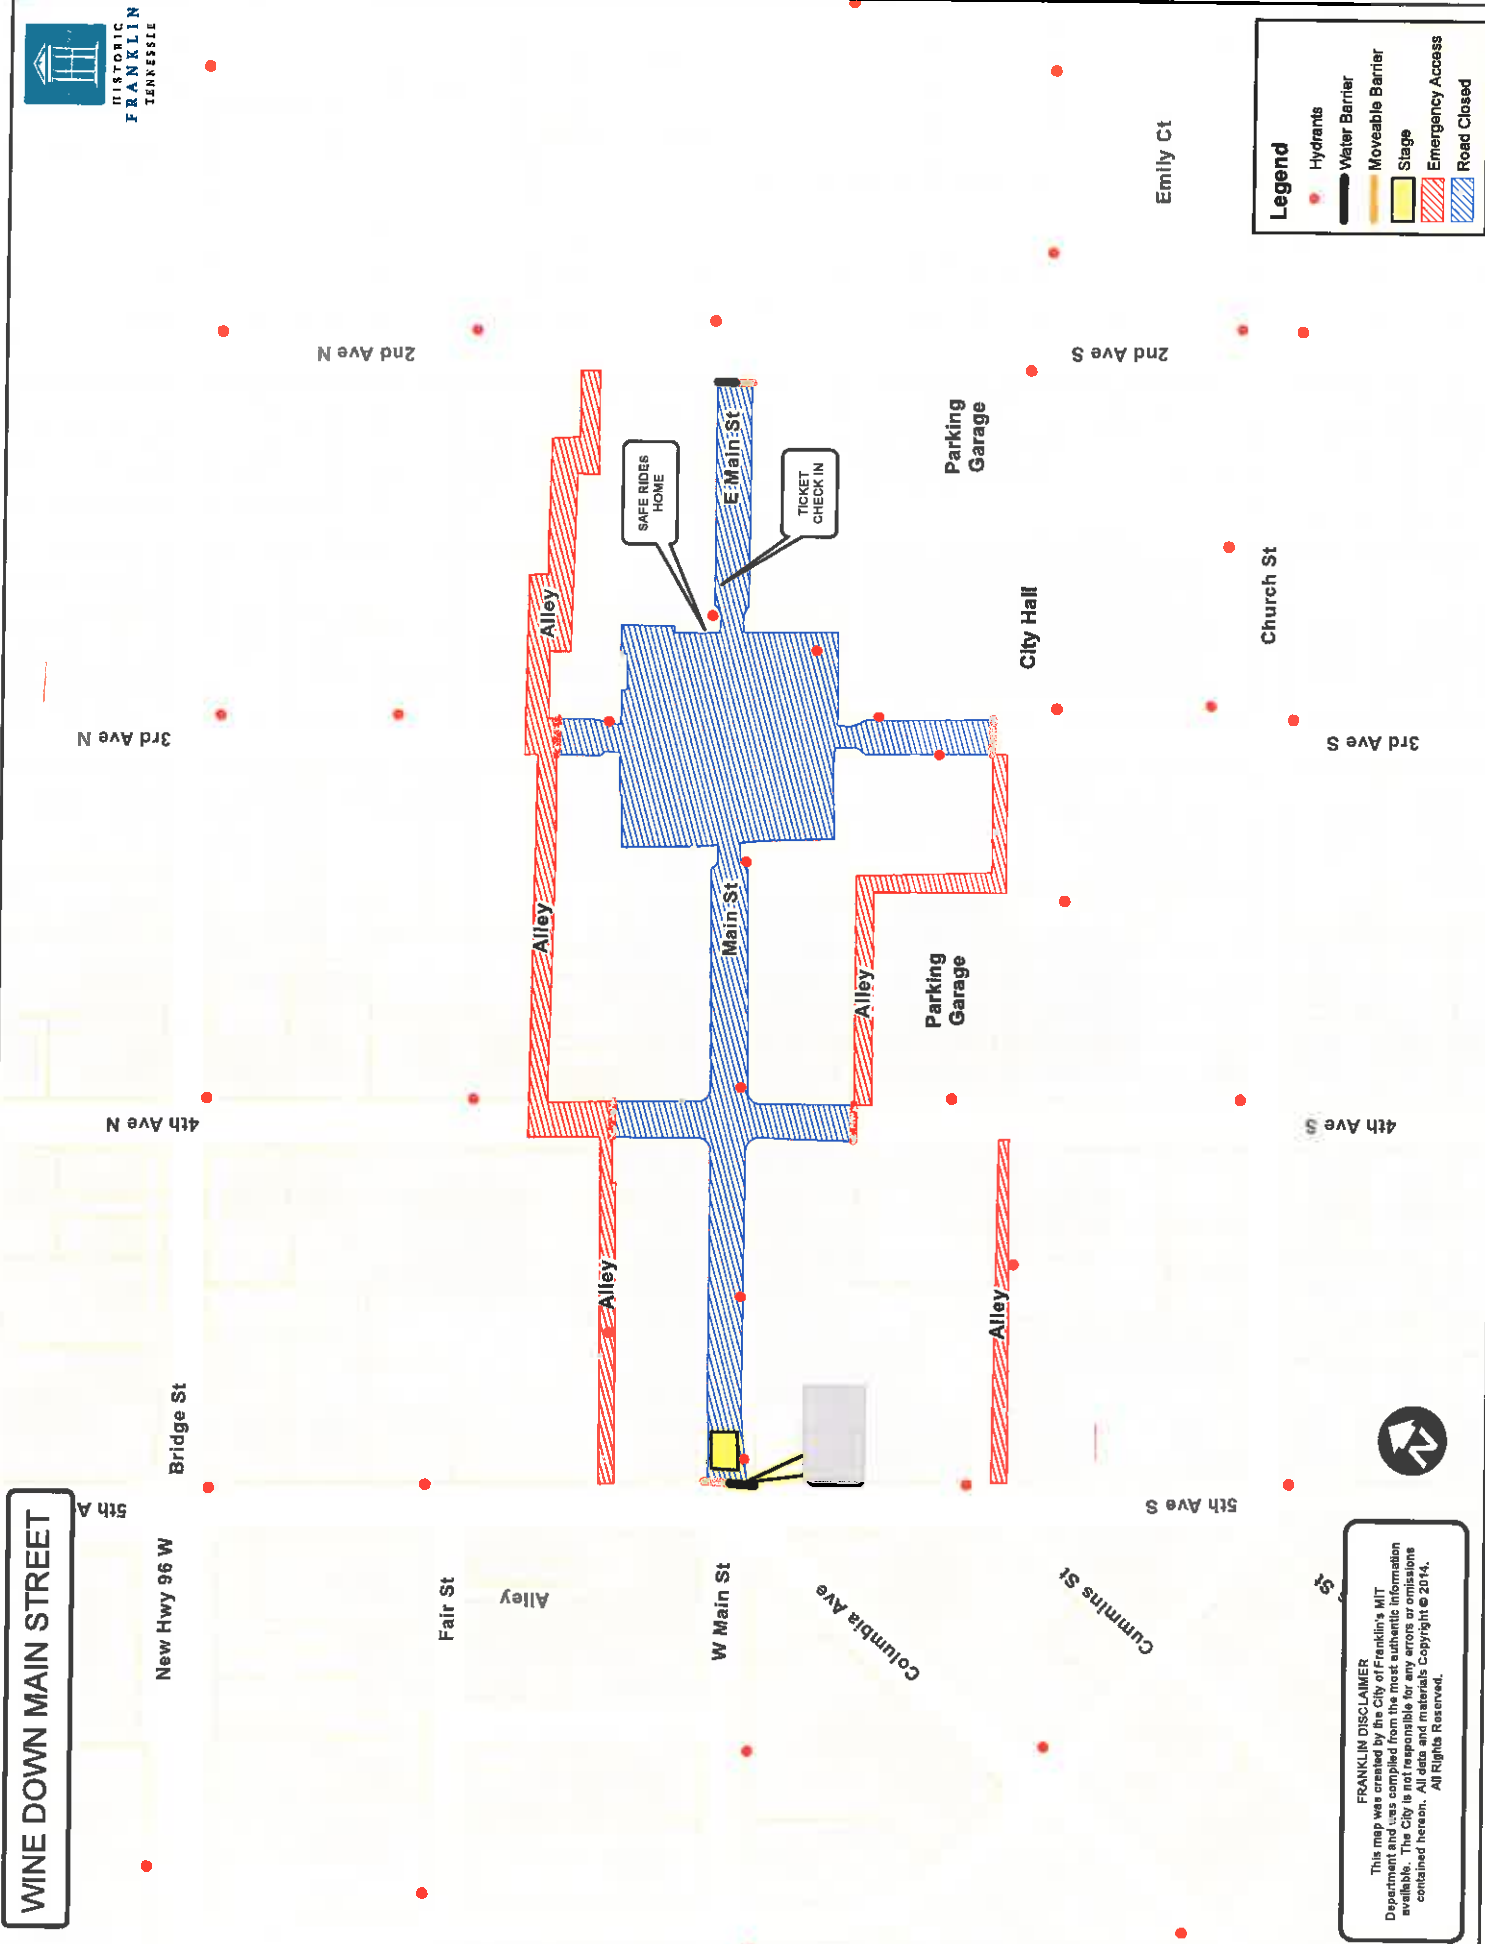 WINE DOWN MAIN STREET
HISTORIC
FRANKLIN
TENNESSEE
5th A
New Hwy 96 W
Bridge St
4th Ave N
3rd Ave N
2nd Ave N
Fair St
Alley
Alley
Alley
Alley
SAFE RIDES
HOME
W Main St
Main St
E Main St
TICKET
CHECK IN
Columbia Ave
Alley
Parking
Garage
Parking
Garage
Alley
City Hall
Cummins St
5th Ave S
4th Ave S
3rd Ave S
2nd Ave S
Church St
Emily Ct
St
Legend
Hydrants
Water Barrier
Moveable Barrier
Stage
Emergency Access
Road Closed
N
FRANKLIN DISCLAIMER
This map was created by the City of Franklin's MIT
Department and was compiled from the most authentic information
available. The City is not responsible for any errors or omissions
contained hereon. All data and materials Copyright © 2014.
All Rights Reserved.